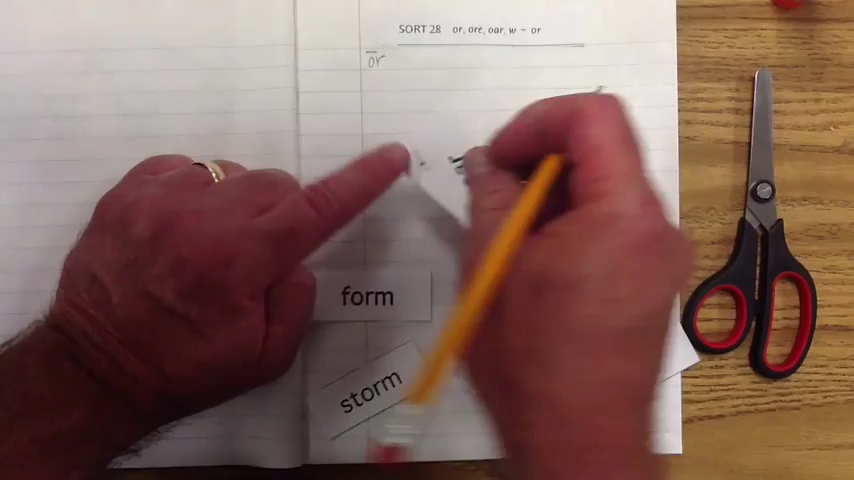 SORT 28 or, ore, oar, w + or
or
form
storm